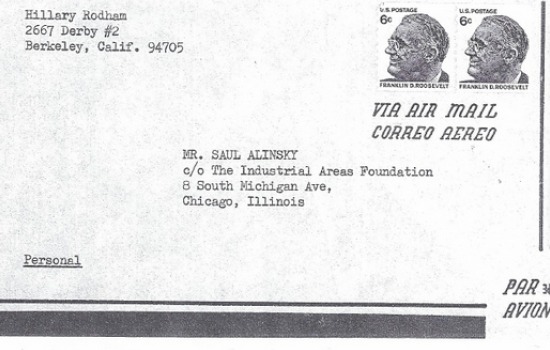 Hillary Rodham
2667 Derby #2
Berkeley, Calif. 94705
U.S. POSTAGE
6¢
FRANKLIN D. ROOSEVELT
U.S. POSTAGE
6¢
FRANKLIN D. ROOSEVELT
VIA AIR MAIL
CORREO AEREO
MR. SAUL ALINSKY
c/o The Industrial Areas Foundation
8 South Michigan Ave,
Chicago, Illinois
Personal
PAR
AVION